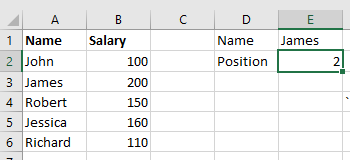 A B C D E
1 Name Salary Name James
2 John 100 Position 2
3 James 200
4 Robert 150
5 Jessica 160
6 Richard 110